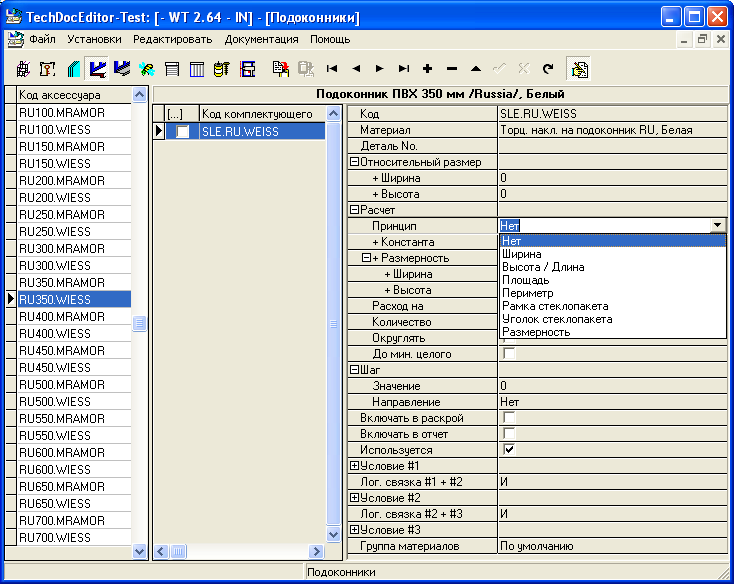 TechDocEditor-Test: [- WT 2.64 - IN] - [Подоконники]
Файл Установки Редактировать Документация Помощь
Подоконник ПВХ 350 мм /Russia/, Белый
Код аксессуара
RU100.MRAMOR
RU100.WIESS
RU150.MRAMOR
RU150.WIESS
RU200.MRAMOR
RU200.WIESS
RU250.MRAMOR
RU250.WIESS
RU300.MRAMOR
RU300.WIESS
RU350.MRAMOR
RU350.WIESS
RU400.MRAMOR
RU400.WIESS
RU450.MRAMOR
RU450.WIESS
RU500.MRAMOR
RU500.WIESS
RU550.MRAMOR
RU550.WIESS
RU600.MRAMOR
RU600.WIESS
RU650.MRAMOR
RU650.WIESS
RU700.MRAMOR
RU700.WIESS
[...] Код комплектующего
SLE.RU.WEISS
Код SLE.RU.WEISS
Материал Торц. накл. на подоконник RU, Белая
Деталь No.
Относительный размер
+ Ширина 0
+ Высота 0
Расчет
Принцип Нет
+ Константа
+ Размерность
+ Ширина
+ Высота
Расход на
Количество
Округлять
До мин. целого
Нет
Ширина
Высота / Длина
Площадь
Периметр
Рамка стеклопакета
Уголок стеклопакета
Размерность
Шаг
Значение 0
Направление Нет
Включать в раскрой
Включать в отчет
Используется
Условие #1
Лог. связка #1 + #2 И
Условие #2
Лог. связка #2 + #3 И
Условие #3
Группа материалов По умолчанию
Подоконники